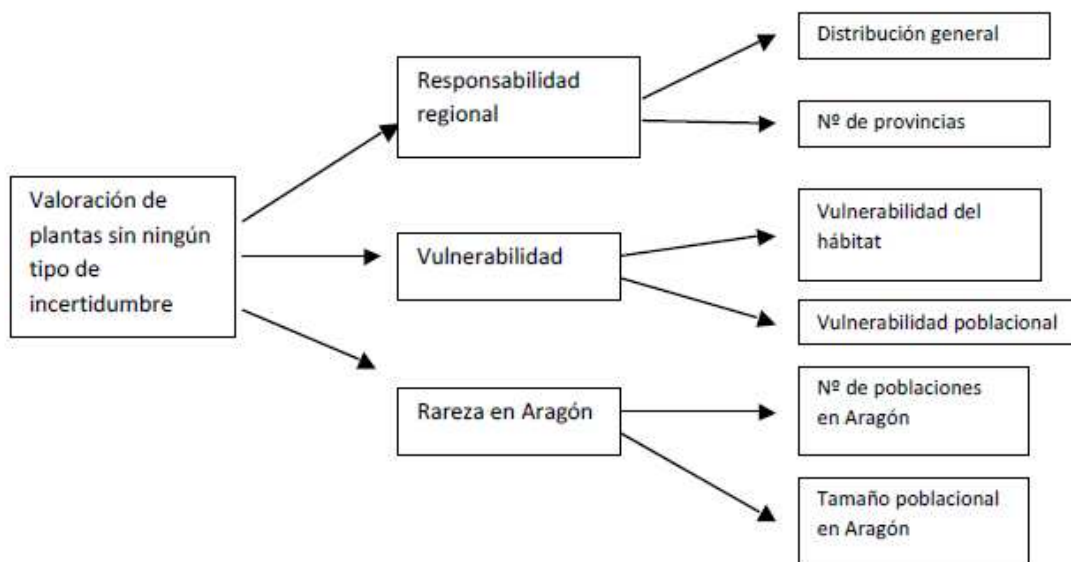 Valoración de
plantas sin ningún
tipo de
incertidumbre
Responsabilidad
regional
Distribución general
Nº de provincias
Vulnerabilidad
Vulnerabilidad del
hábitat
Vulnerabilidad poblacional
Rareza en Aragón
Nº de poblaciones
en Aragón
Tamaño poblacional
en Aragón